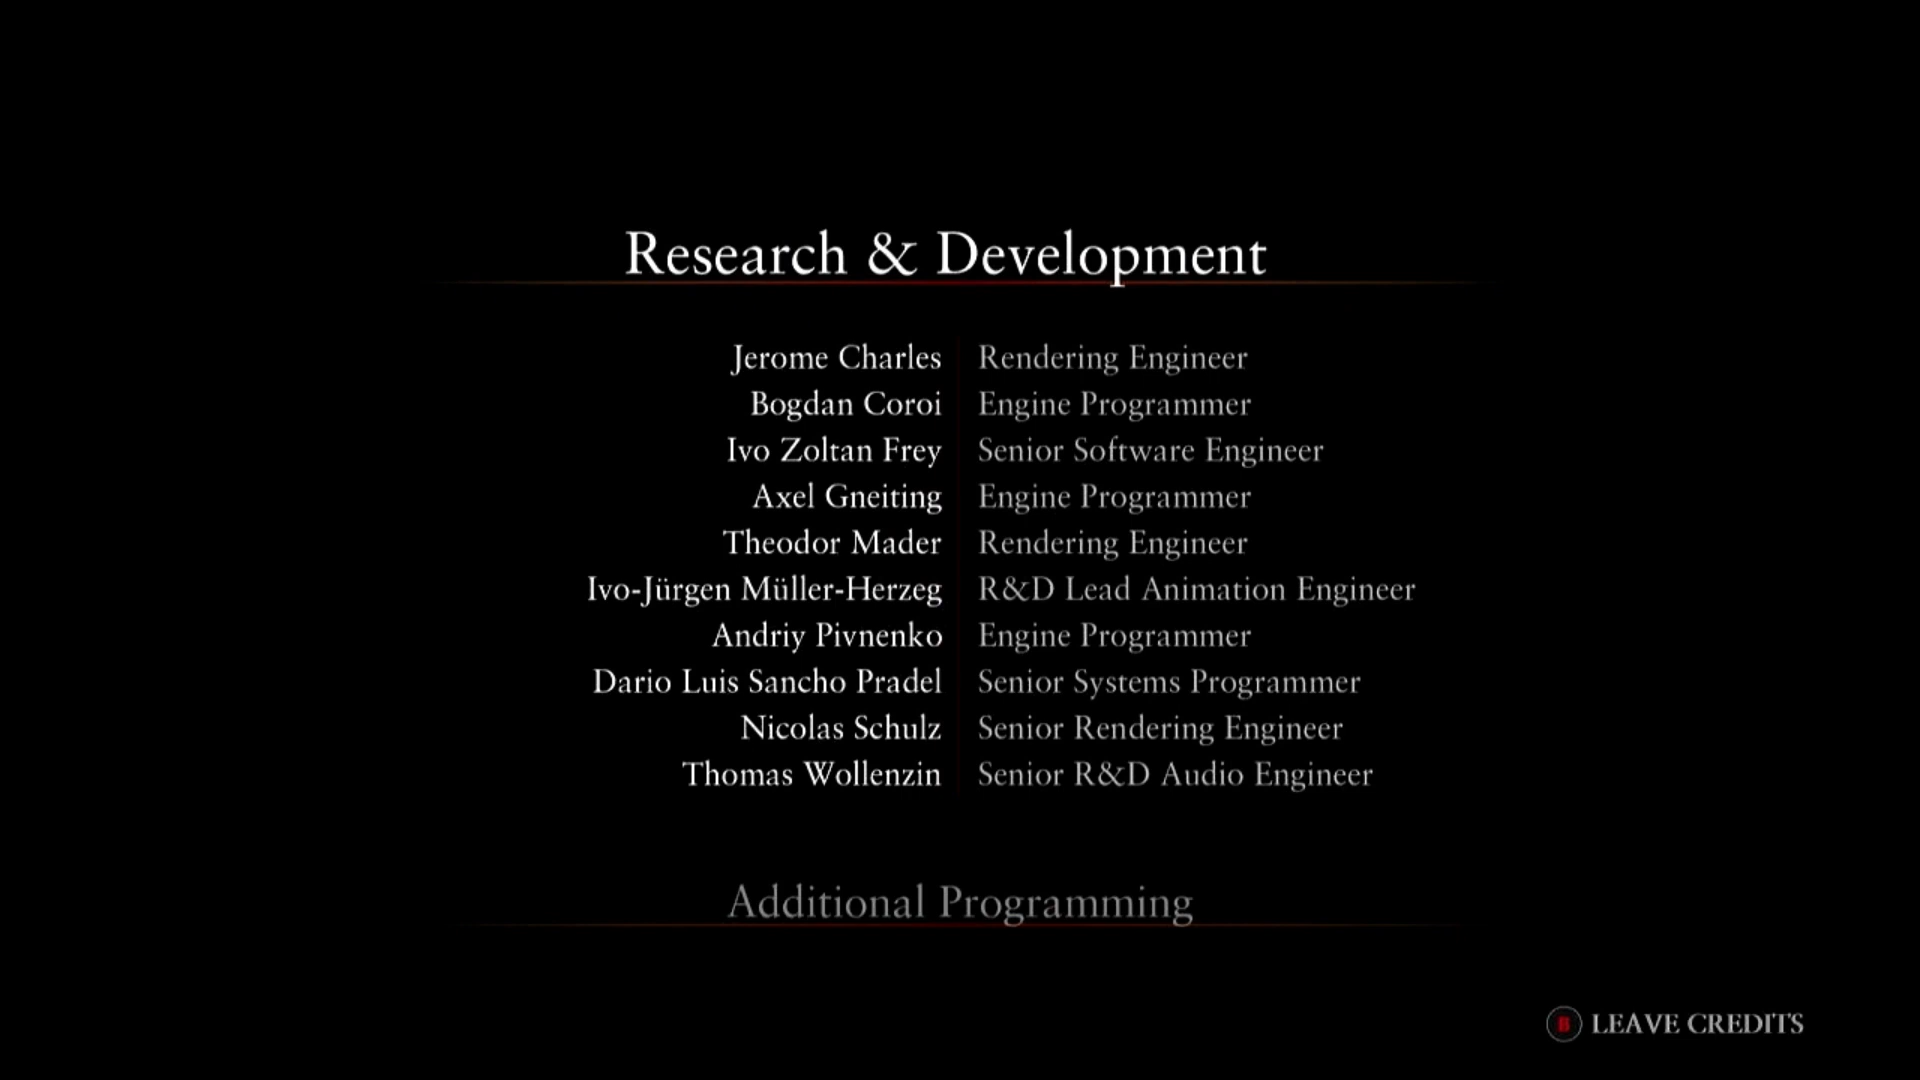 Research & Development
Jerome Charles Rendering Engineer
Bogdan Coroi Engine Programmer
Ivo Zoltan Frey Senior Software Engineer
Axel Gneiting Engine Programmer
Theodor Mader Rendering Engineer
Ivo-Jürgen Müller-Herzeg R&D Lead Animation Engineer
Andriy Pivnenko Engine Programmer
Dario Luis Sancho Pradel Senior Systems Programmer
Nicolas Schulz Senior Rendering Engineer
Thomas Wollenzin Senior R&D Audio Engineer
Additional Programming
B LEAVE CREDITS